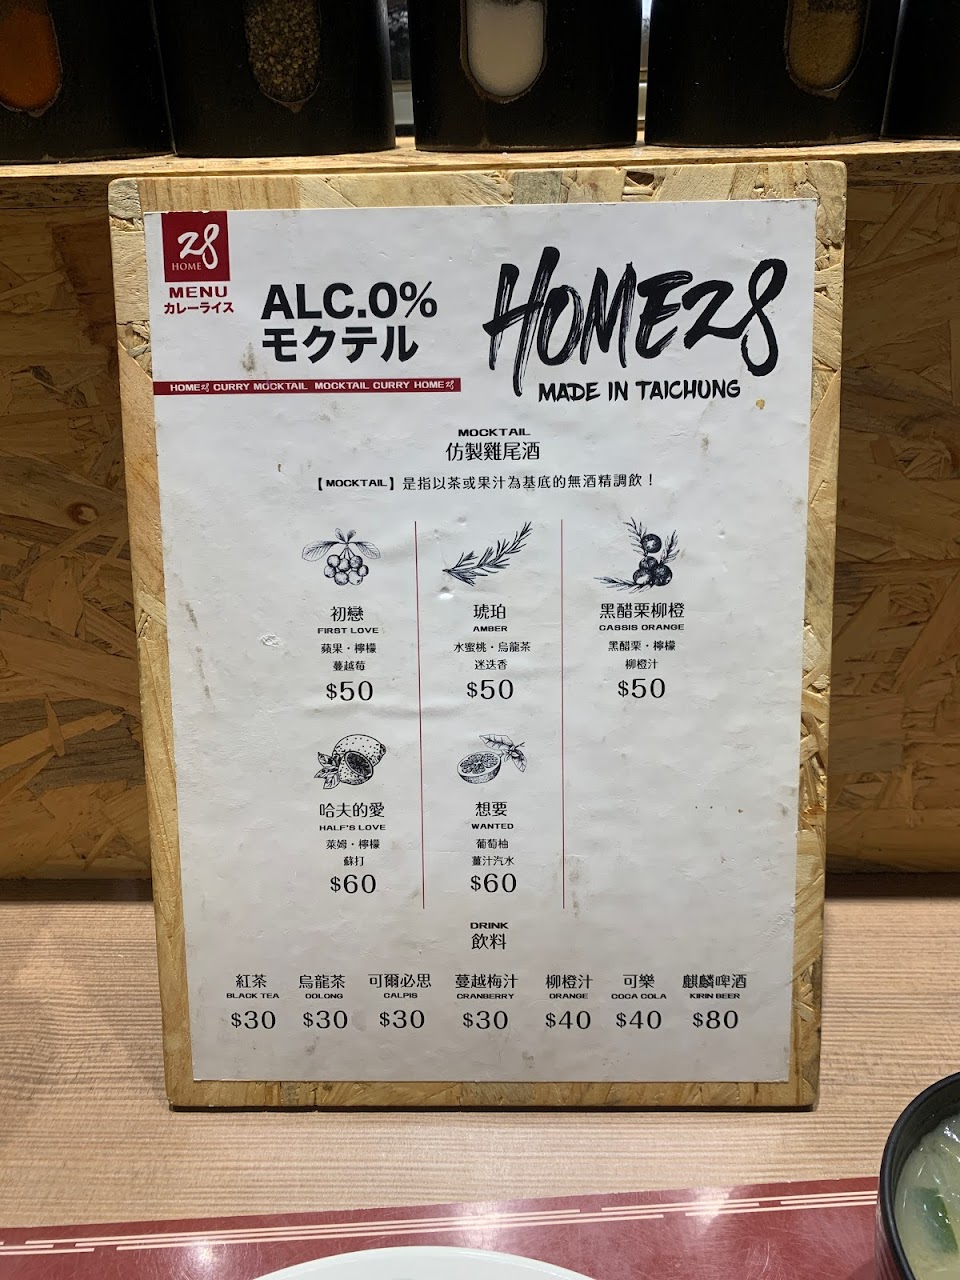 28
HOME
MENU
カレーライス
ALC.0%
モクテル
HOME28 CURRY MOCKTAIL MOCKTAIL CURRY HOME28
HOME28
MADE IN TAICHUNG
MOCKTAIL
仿製雞尾酒
【MOCKTAIL】是指以茶或果汁為基底的無酒精調飲！
初戀
FIRST LOVE
蘋果・檸檬
蔓越莓
$50
琥珀
AMBER
水蜜桃・烏龍茶
迷迭香
$50
黑醋栗柳橙
CASSIS ORANGE
黑醋栗・檸檬
柳橙汁
$50
哈夫的愛
HALF'S LOVE
萊姆・檸檬
蘇打
$60
想要
WANTED
葡萄柚
薑汁汽水
$60
DRINK
飲料
紅茶 烏龍茶 可爾必思 蔓越梅汁 柳橙汁 可樂 麒麟啤酒
BLACK TEA OOLONG CALPIS CRANBERRY ORANGE COCA COLA KIRIN BEER
$30 $30 $30 $30 $40 $40 $80